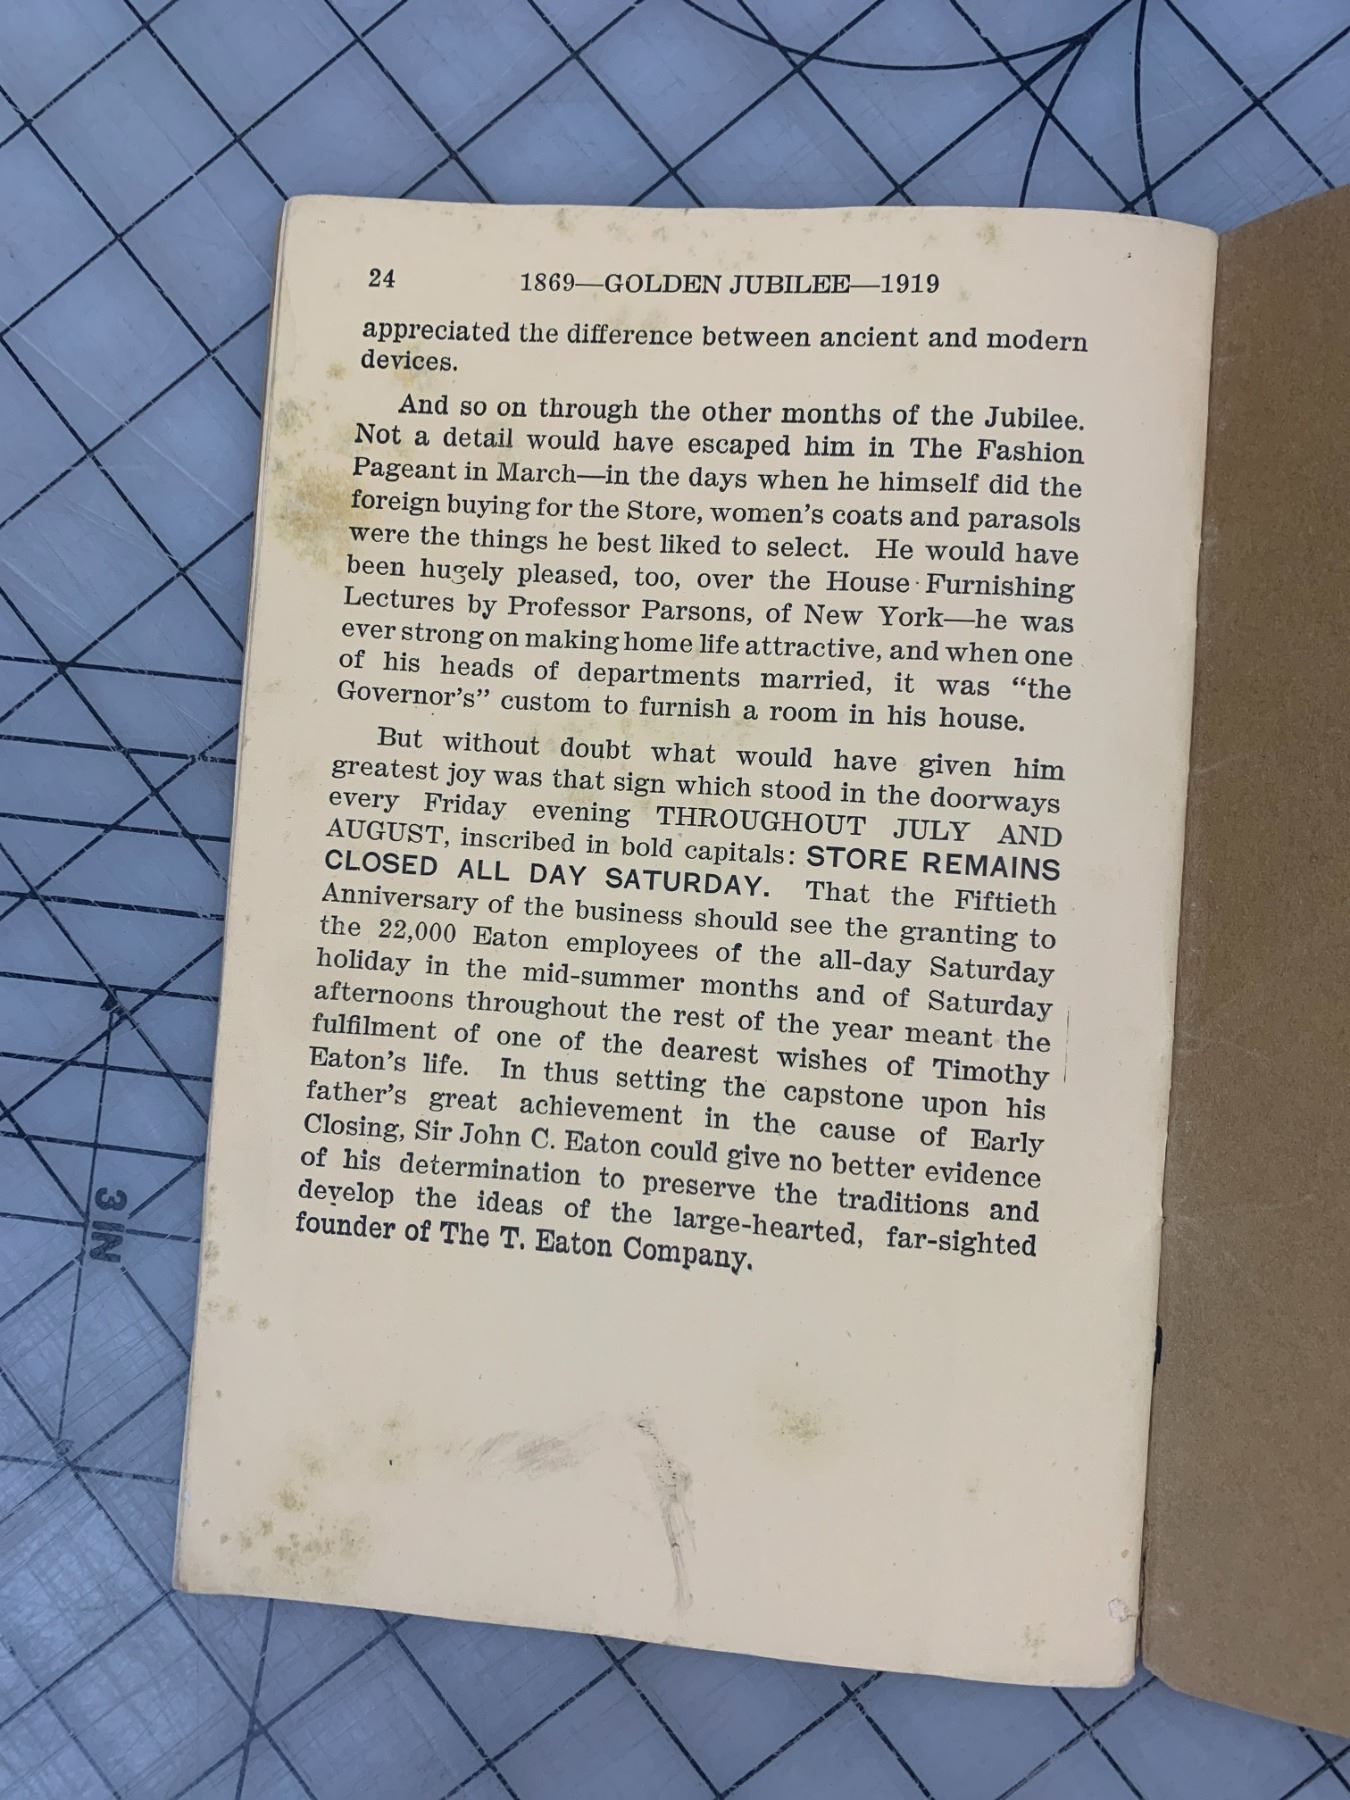 24 1869—GOLDEN JUBILEE—1919
appreciated the difference between ancient and modern
devices.
And so on through the other months of the Jubilee.
Not a detail would have escaped him in The Fashion
Pageant in March—in the days when he himself did the
foreign buying for the Store, women's coats and parasols
were the things he best liked to select. He would have
been hugely pleased, too, over the House Furnishing
Lectures by Professor Parsons, of New York—he was
ever strong on making home life attractive, and when one
of his heads of departments married, it was “the
Governor's” custom to furnish a room in his house.
But without doubt what would have given him
greatest joy was that sign which stood in the doorways
every Friday evening THROUGHOUT JULY AND
AUGUST, inscribed in bold capitals: STORE REMAINS
CLOSED ALL DAY SATURDAY. That the Fiftieth
Anniversary of the business should see the granting to
the 22,000 Eaton employees of the all-day Saturday
holiday in the mid-summer months and of Saturday
afternoons throughout the rest of the year meant the
fulfilment of one of the dearest wishes of Timothy
Eaton's life. In thus setting the capstone upon his
father's great achievement in the cause of Early
Closing, Sir John C. Eaton could give no better evidence
of his determination to preserve the traditions and
develop the ideas of the large-hearted, far-sighted
founder of The T. Eaton Company.
3IN